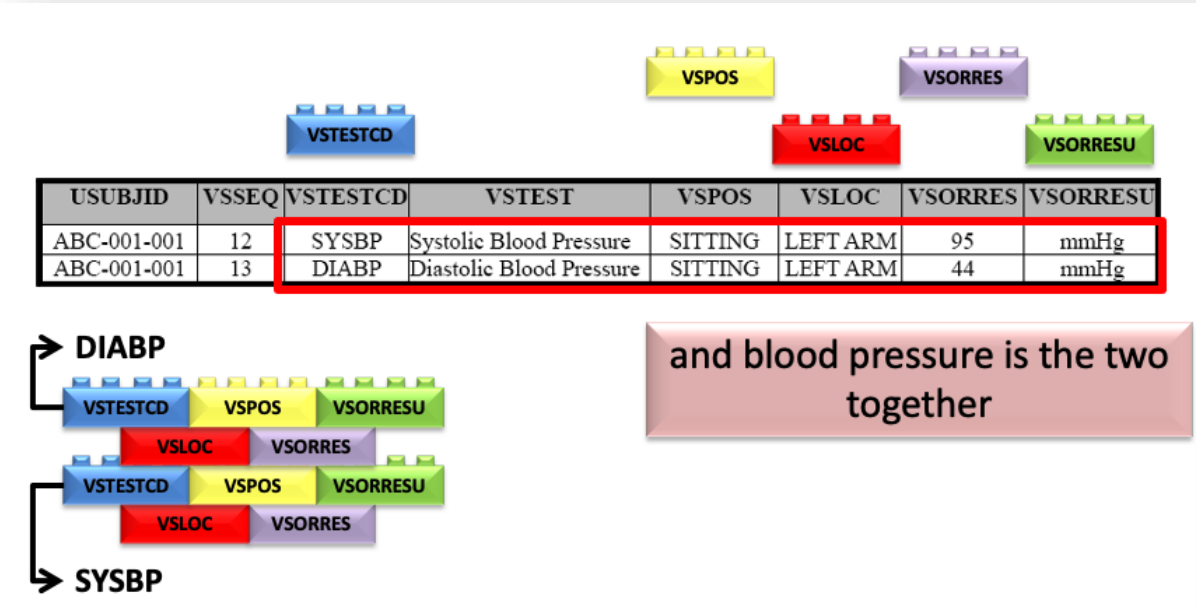 VSPOS VSORRES
VSTESTCD VSLOC VSORRESU
USUBJID VSSEQ VSTESTCD VSTEST VSPOS VSLOC VSORRES VSORRESU
ABC-001-001 12 SYSBP Systolic Blood Pressure SITTING LEFT ARM 95 mmHg
ABC-001-001 13 DIABP Diastolic Blood Pressure SITTING LEFT ARM 44 mmHg
DIABP
VSTESTCD VSPOS VSORRESU
VSLOC VSORRES
VSTESTCD VSPOS VSORRESU
VSLOC VSORRES
SYSBP
and blood pressure is the two
together